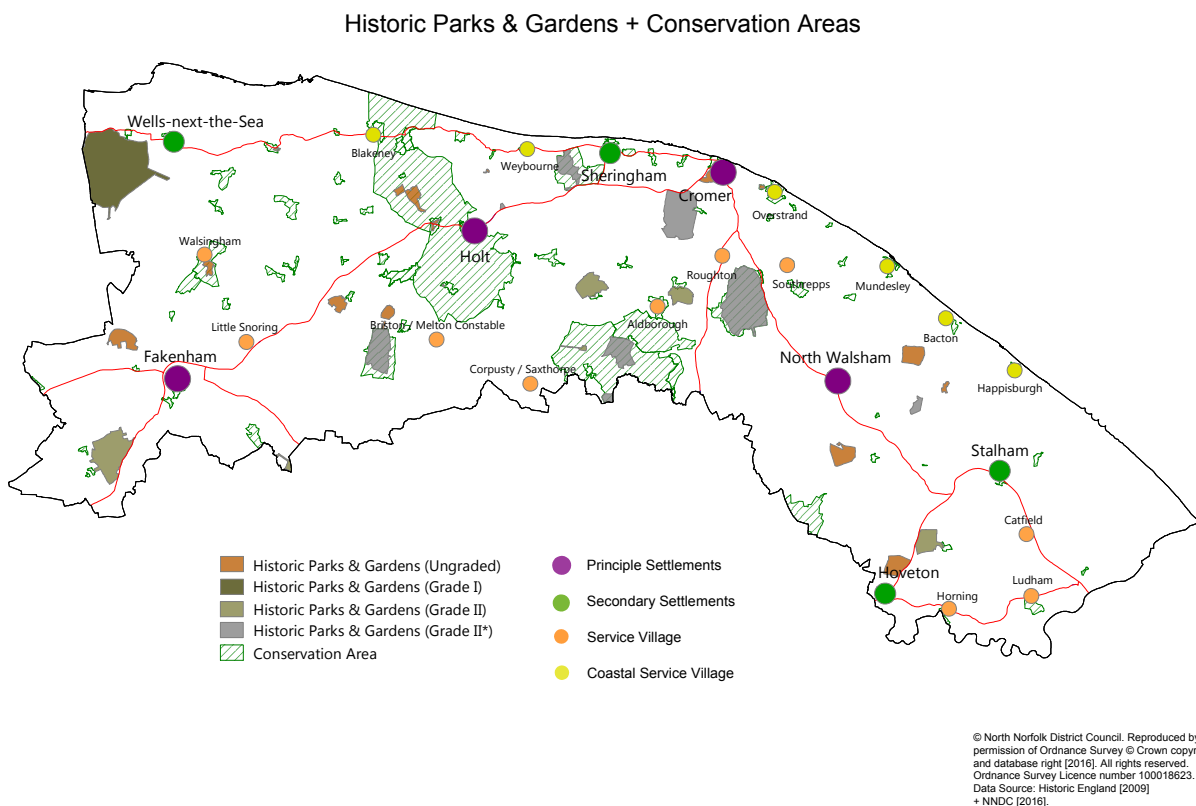 Historic Parks & Gardens + Conservation Areas
Wells-next-the-Sea
Blakeney
Weybourne
Sheringham
Cromer
Overstrand
Walsingham
Holt
Roughton
Southrepps
Mundesley
Little Snoring
Briston / Melton Constable
Aldborough
Bacton
Fakenham
Corpusty / Saxthorpe
North Walsham
Happisburgh
Stalham
Catfield
Hoveton
Horning
Ludham
Historic Parks & Gardens (Ungraded)
Historic Parks & Gardens (Grade I)
Historic Parks & Gardens (Grade II)
Historic Parks & Gardens (Grade II*)
Conservation Area
Principle Settlements
Secondary Settlements
Service Village
Coastal Service Village
© North Norfolk District Council. Reproduced by
permission of Ordnance Survey © Crown copyr
and database right [2016]. All rights reserved.
Ordnance Survey Licence number 100018623.
Data Source: Historic England [2009]
+ NNDC [2016].